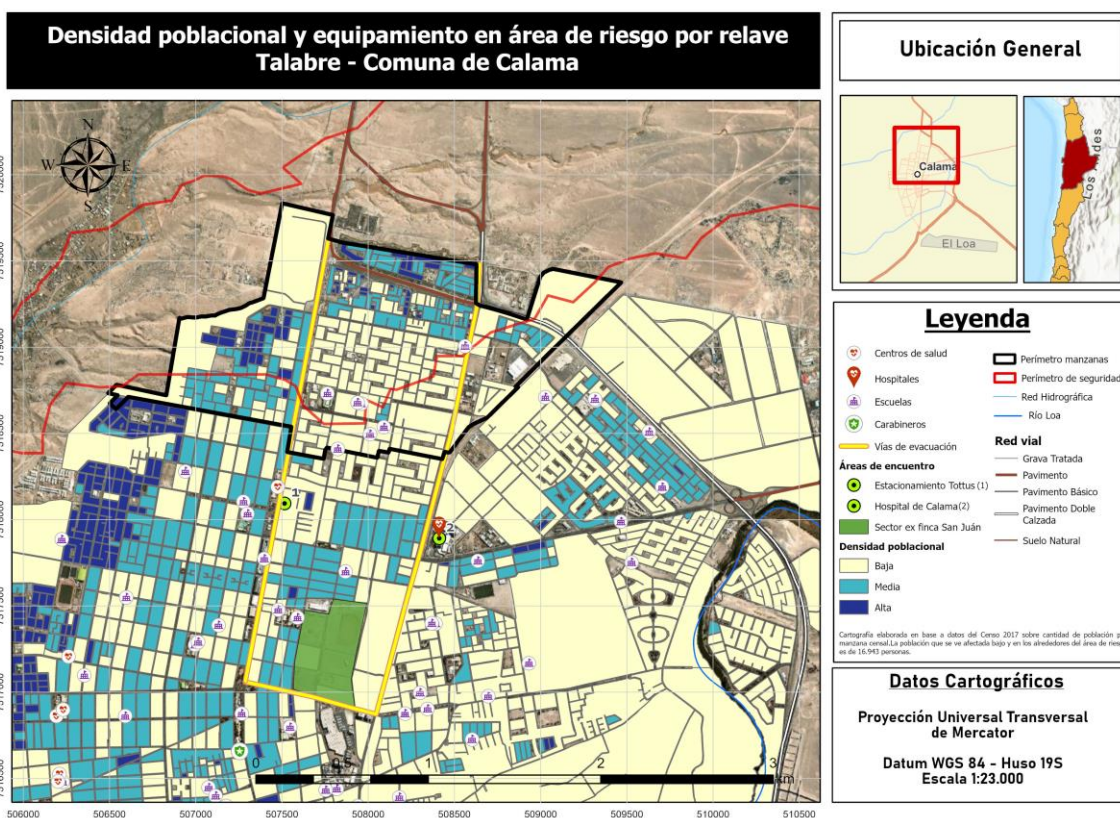 Densidad poblacional y equipamiento en área de riesgo por relave
Talabre - Comuna de Calama
Ubicación General
Calama
El Loa
Los Andes
N
W
E
S
1
2
0
0,5
1
2
3
km
506000
506500
507000
507500
508000
508500
509000
509500
510000
510500
7519000
7518000
7517000
Leyenda
Centros de salud
Hospitales
Escuelas
Carabineros
Vías de evacuación
Áreas de encuentro
Estacionamiento Tottus (1)
Hospital de Calama(2)
Sector ex finca San Juán
Densidad poblacional
Baja
Media
Alta
Perímetro manzanas
Perímetro de seguridad
Red Hidrográfica
Río Loa
Red vial
Grava Tratada
Pavimento
Pavimento Básico
Pavimento Doble
Calzada
Suelo Natural
Cartografía elaborada en base a datos del Censo 2017 sobre cantidad de población
manzana censal.La población que se ve afectada bajo y en los alrededores del área de
es de 16.943 personas.
Datos Cartográficos
Proyección Universal Transversal
de Mercator
Datum WGS 84 - Huso 19S
Escala 1:23.000